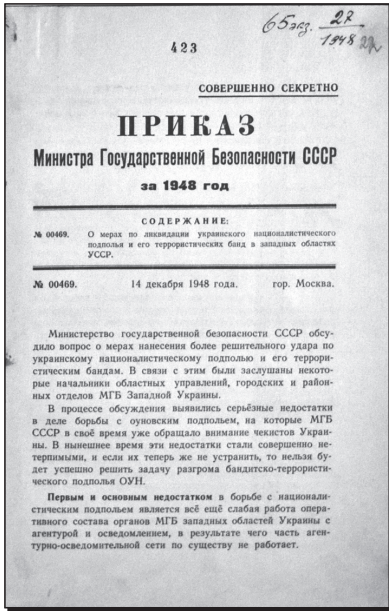 65 экз. 27
1948 22
423
СОВЕРШЕННО СЕКРЕТНО
ПРИКАЗ
Министра Государственной Безопасности СССР
за 1948 год
СОДЕРЖАНИЕ:
№ 00469. О мерах по ликвидации украинского националистического
подполья и его террористических банд в западных областях
УССР.
№ 00469. 14 декабря 1948 года. гор. Москва.
Министерство государственной безопасности СССР обсу-
дило вопрос о мерах нанесения более решительного удара по
украинскому националистическому подполью и его террори-
стическим бандам. В связи с этим были заслушаны некото-
рые начальники областных управлений, городских и район-
ных отделов МГБ Западной Украины.
В процессе обсуждения выявились серьёзные недостатки
в деле борьбы с оуновским подпольем, на которые МГБ
СССР в своё время уже обращало внимание чекистов Украи-
ны. В нынешнее время эти недостатки стали совершенно не-
терпимыми, и если их теперь же не устранить, то нельзя бу-
дет успешно решить задачу разгрома бандитско-террористи-
ческого подполья ОУН.
Первым и основным недостатком в борьбе с национали-
стическим подпольем является всё ещё слабая работа опера-
тивного состава органов МГБ западных областей Украины с
агентурой и осведомлением, в результате чего часть аген-
турно-осведомительной сети по существу не работает.